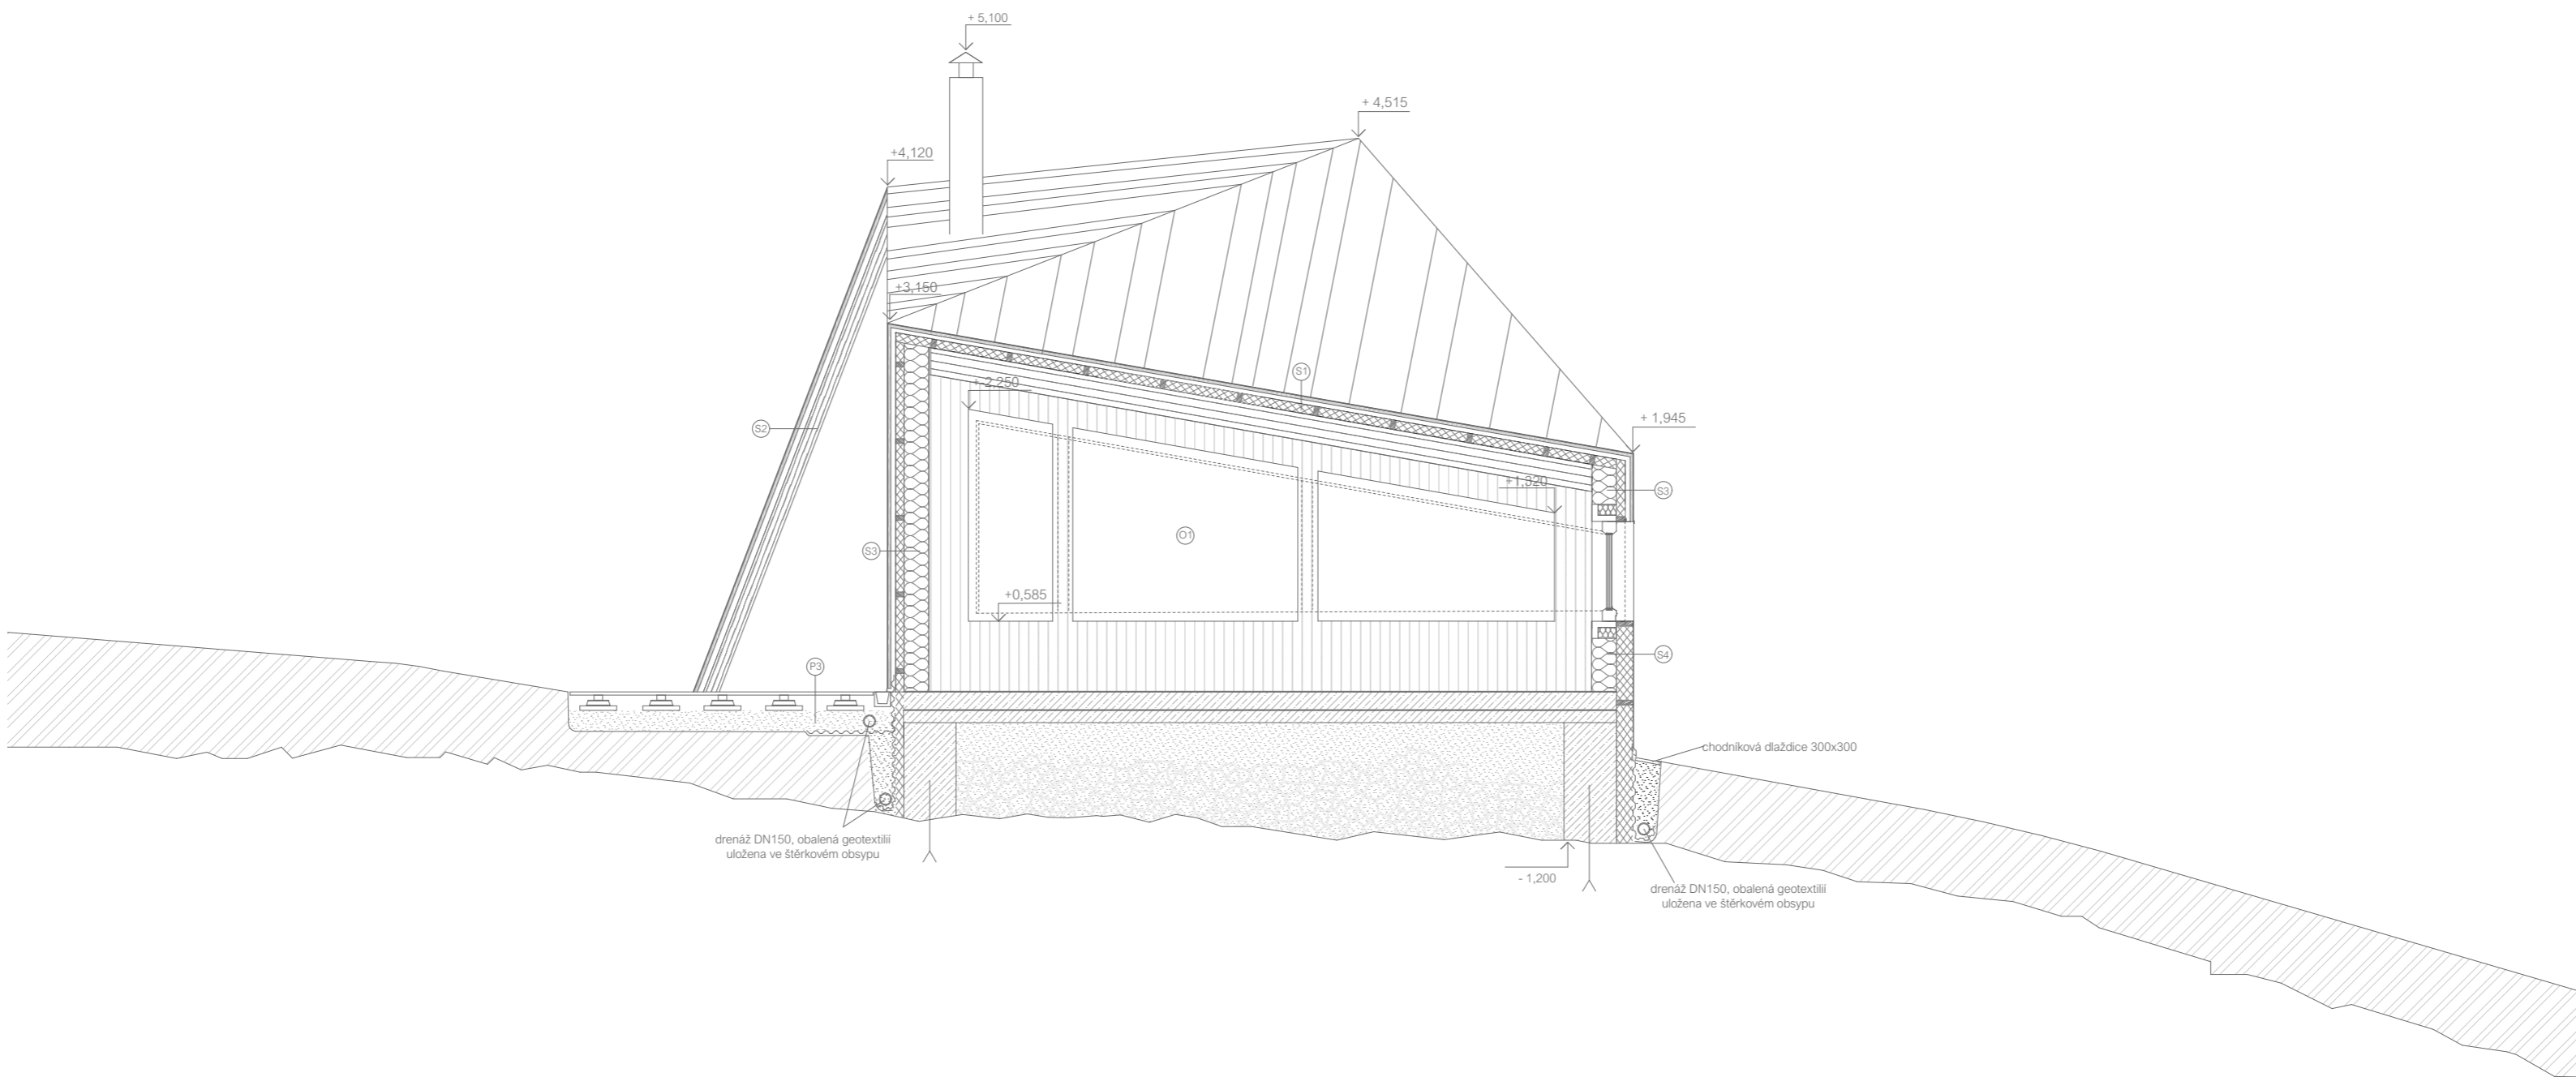 + 5,100
+ 4,515
+4,120
+3,150
S1
+ 2,250
+ 1,945
S2
+1,320
S3
O1
S3
+0,585
S4
P3
chodníková dlaždice 300x300
drenáž DN150, obalená geotextilií
uložena ve štěrkovém obsypu
- 1,200
drenáž DN150, obalená geotextilií
uložena ve štěrkovém obsypu